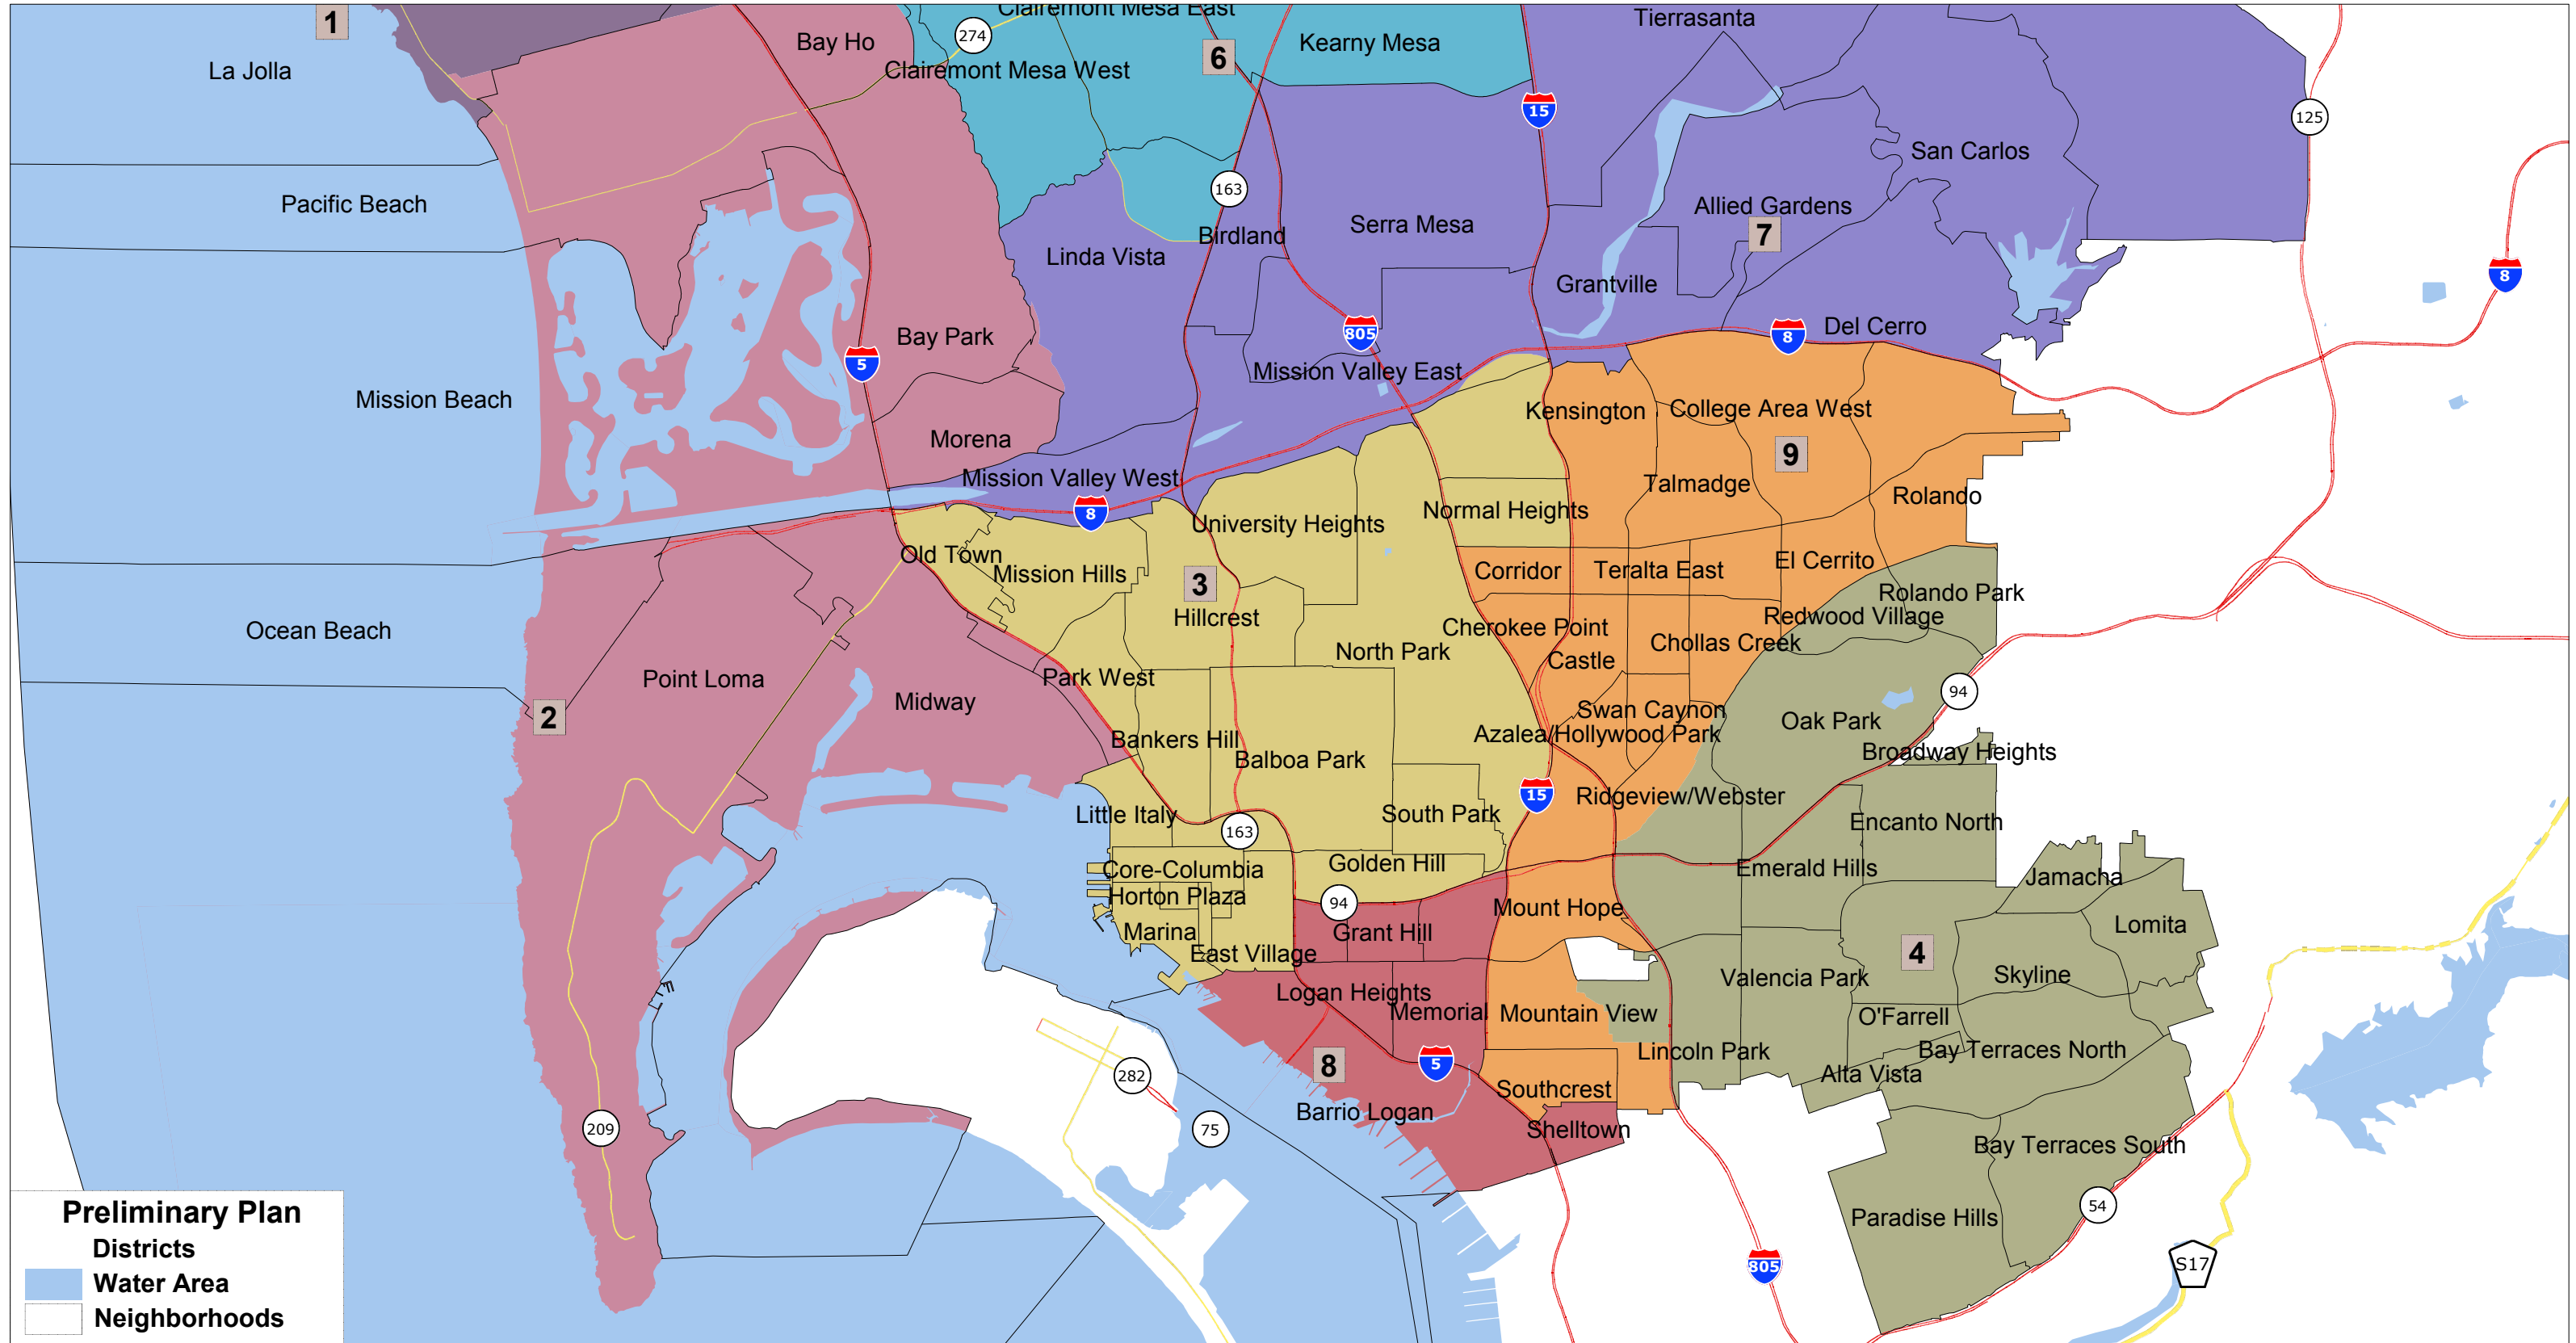 Clairemont Mesa East
1
Tierrasanta
274
Bay Ho
Kearny Mesa
6
La Jolla
Clairemont Mesa West
15
125
San Carlos
163
Pacific Beach
Allied Gardens
Serra Mesa
7
Birdland
Linda Vista
8
Grantville
Del Cerro
805
8
Bay Park
5
Mission Valley East
Mission Beach
Kensington
College Area West
Morena
9
Mission Valley West
Talmadge
Rolando
8
Normal Heights
University Heights
Old Town
El Cerrito
Mission Hills
3
Corridor
Teralta East
Rolando Park
Hillcrest
Redwood Village
Ocean Beach
Cherokee Point
Chollas Creek
North Park
Castle
Park West
Point Loma
94
Midway
Swan Caynon
2
Oak Park
Azalea/Hollywood Park
Bankers Hill
Broadway Heights
Balboa Park
15
Ridgeview/Webster
Little Italy
South Park
Encanto North
163
Golden Hill
Core-Columbia
Emerald Hills
Jamacha
Horton Plaza
94
Mount Hope
Lomita
Marina
Grant Hill
East Village
4
Valencia Park
Skyline
Logan Heights
Memorial
Mountain View
O'Farrell
Lincoln Park
Bay Terraces North
8
5
Alta Vista
282
Southcrest
Barrio Logan
209
75
Shelltown
Bay Terraces South
54
Paradise Hills
805
S17
Preliminary Plan
Districts
Water Area
Neighborhoods